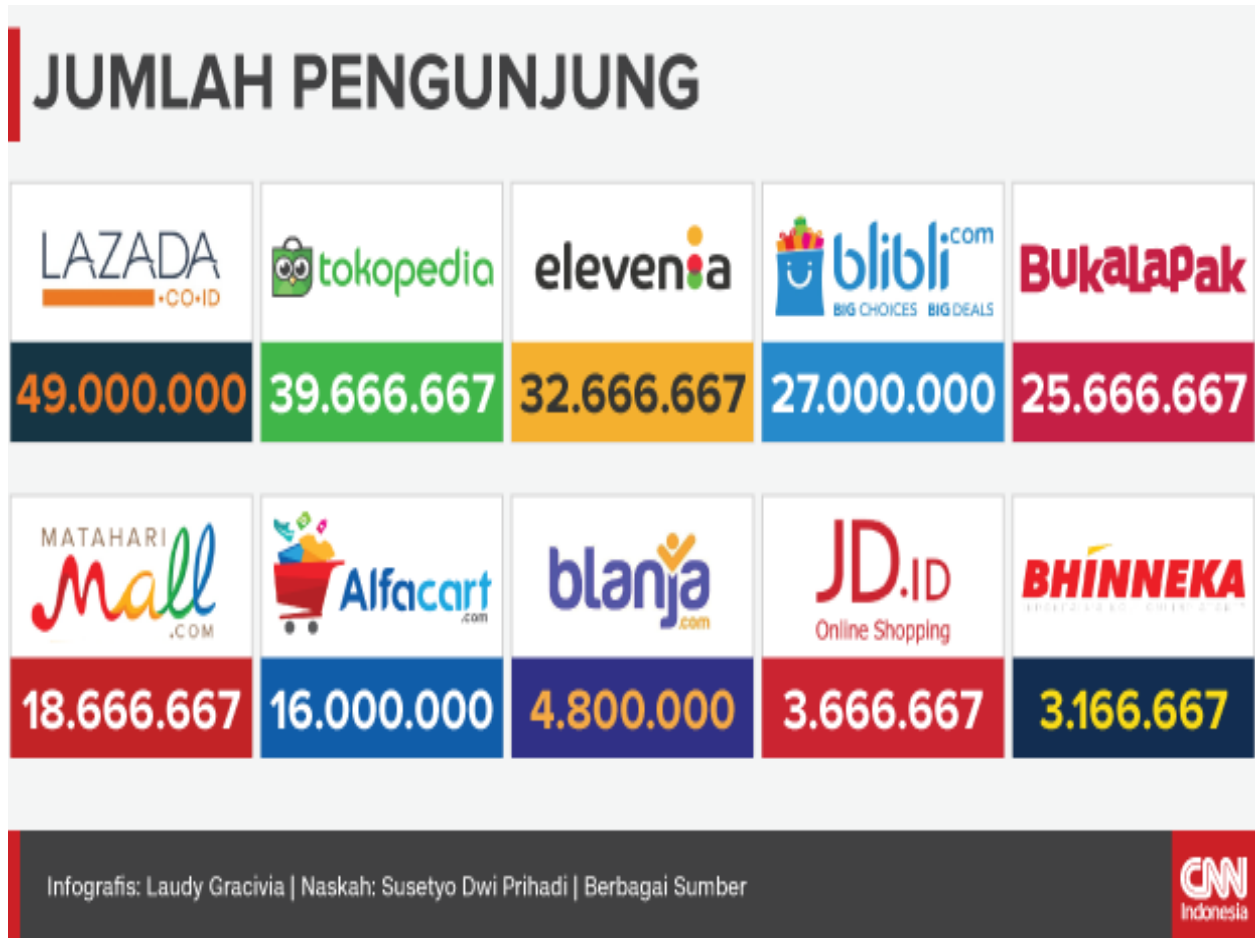 JUMLAH PENGUNJUNG
LAZADA
.CO.ID
tokopedia
elevenia
blibli.com
BIG CHOICES BIG DEALS
BUKALAPAK
49.000.000
39.666.667
32.666.667
27.000.000
25.666.667
MATAHARI
Mall
.COM
Alfacart
.com
blanja
.com
JD.ID
Online Shopping
BHINNEKA
18.666.667
16.000.000
4.800.000
3.666.667
3.166.667
Infografis: Laudy Gracivia | Naskah: Susetyo Dwi Prihadi | Berbagai Sumber
CNN
Indonesia